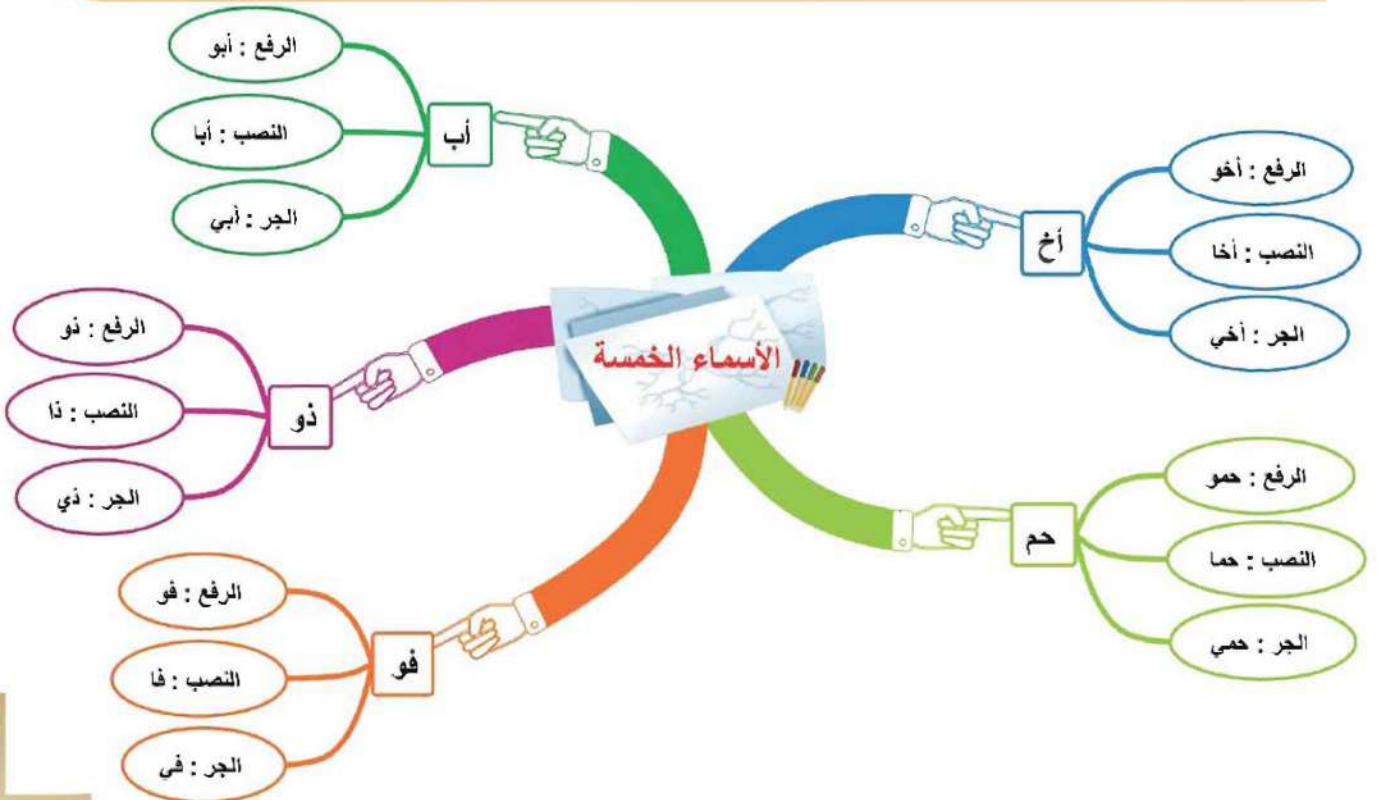 الأسماء الخمسة
أخ
الرفع : أخو
النصب : أخا
الجر : أخي
حم
الرفع : حمو
النصب : حما
الجر : حمي
أب
الرفع : أبو
النصب : أبا
الجر : أبي
ذو
الرفع : ذو
النصب : ذا
الجر : ذي
فو
الرفع : فو
النصب : فا
الجر : في